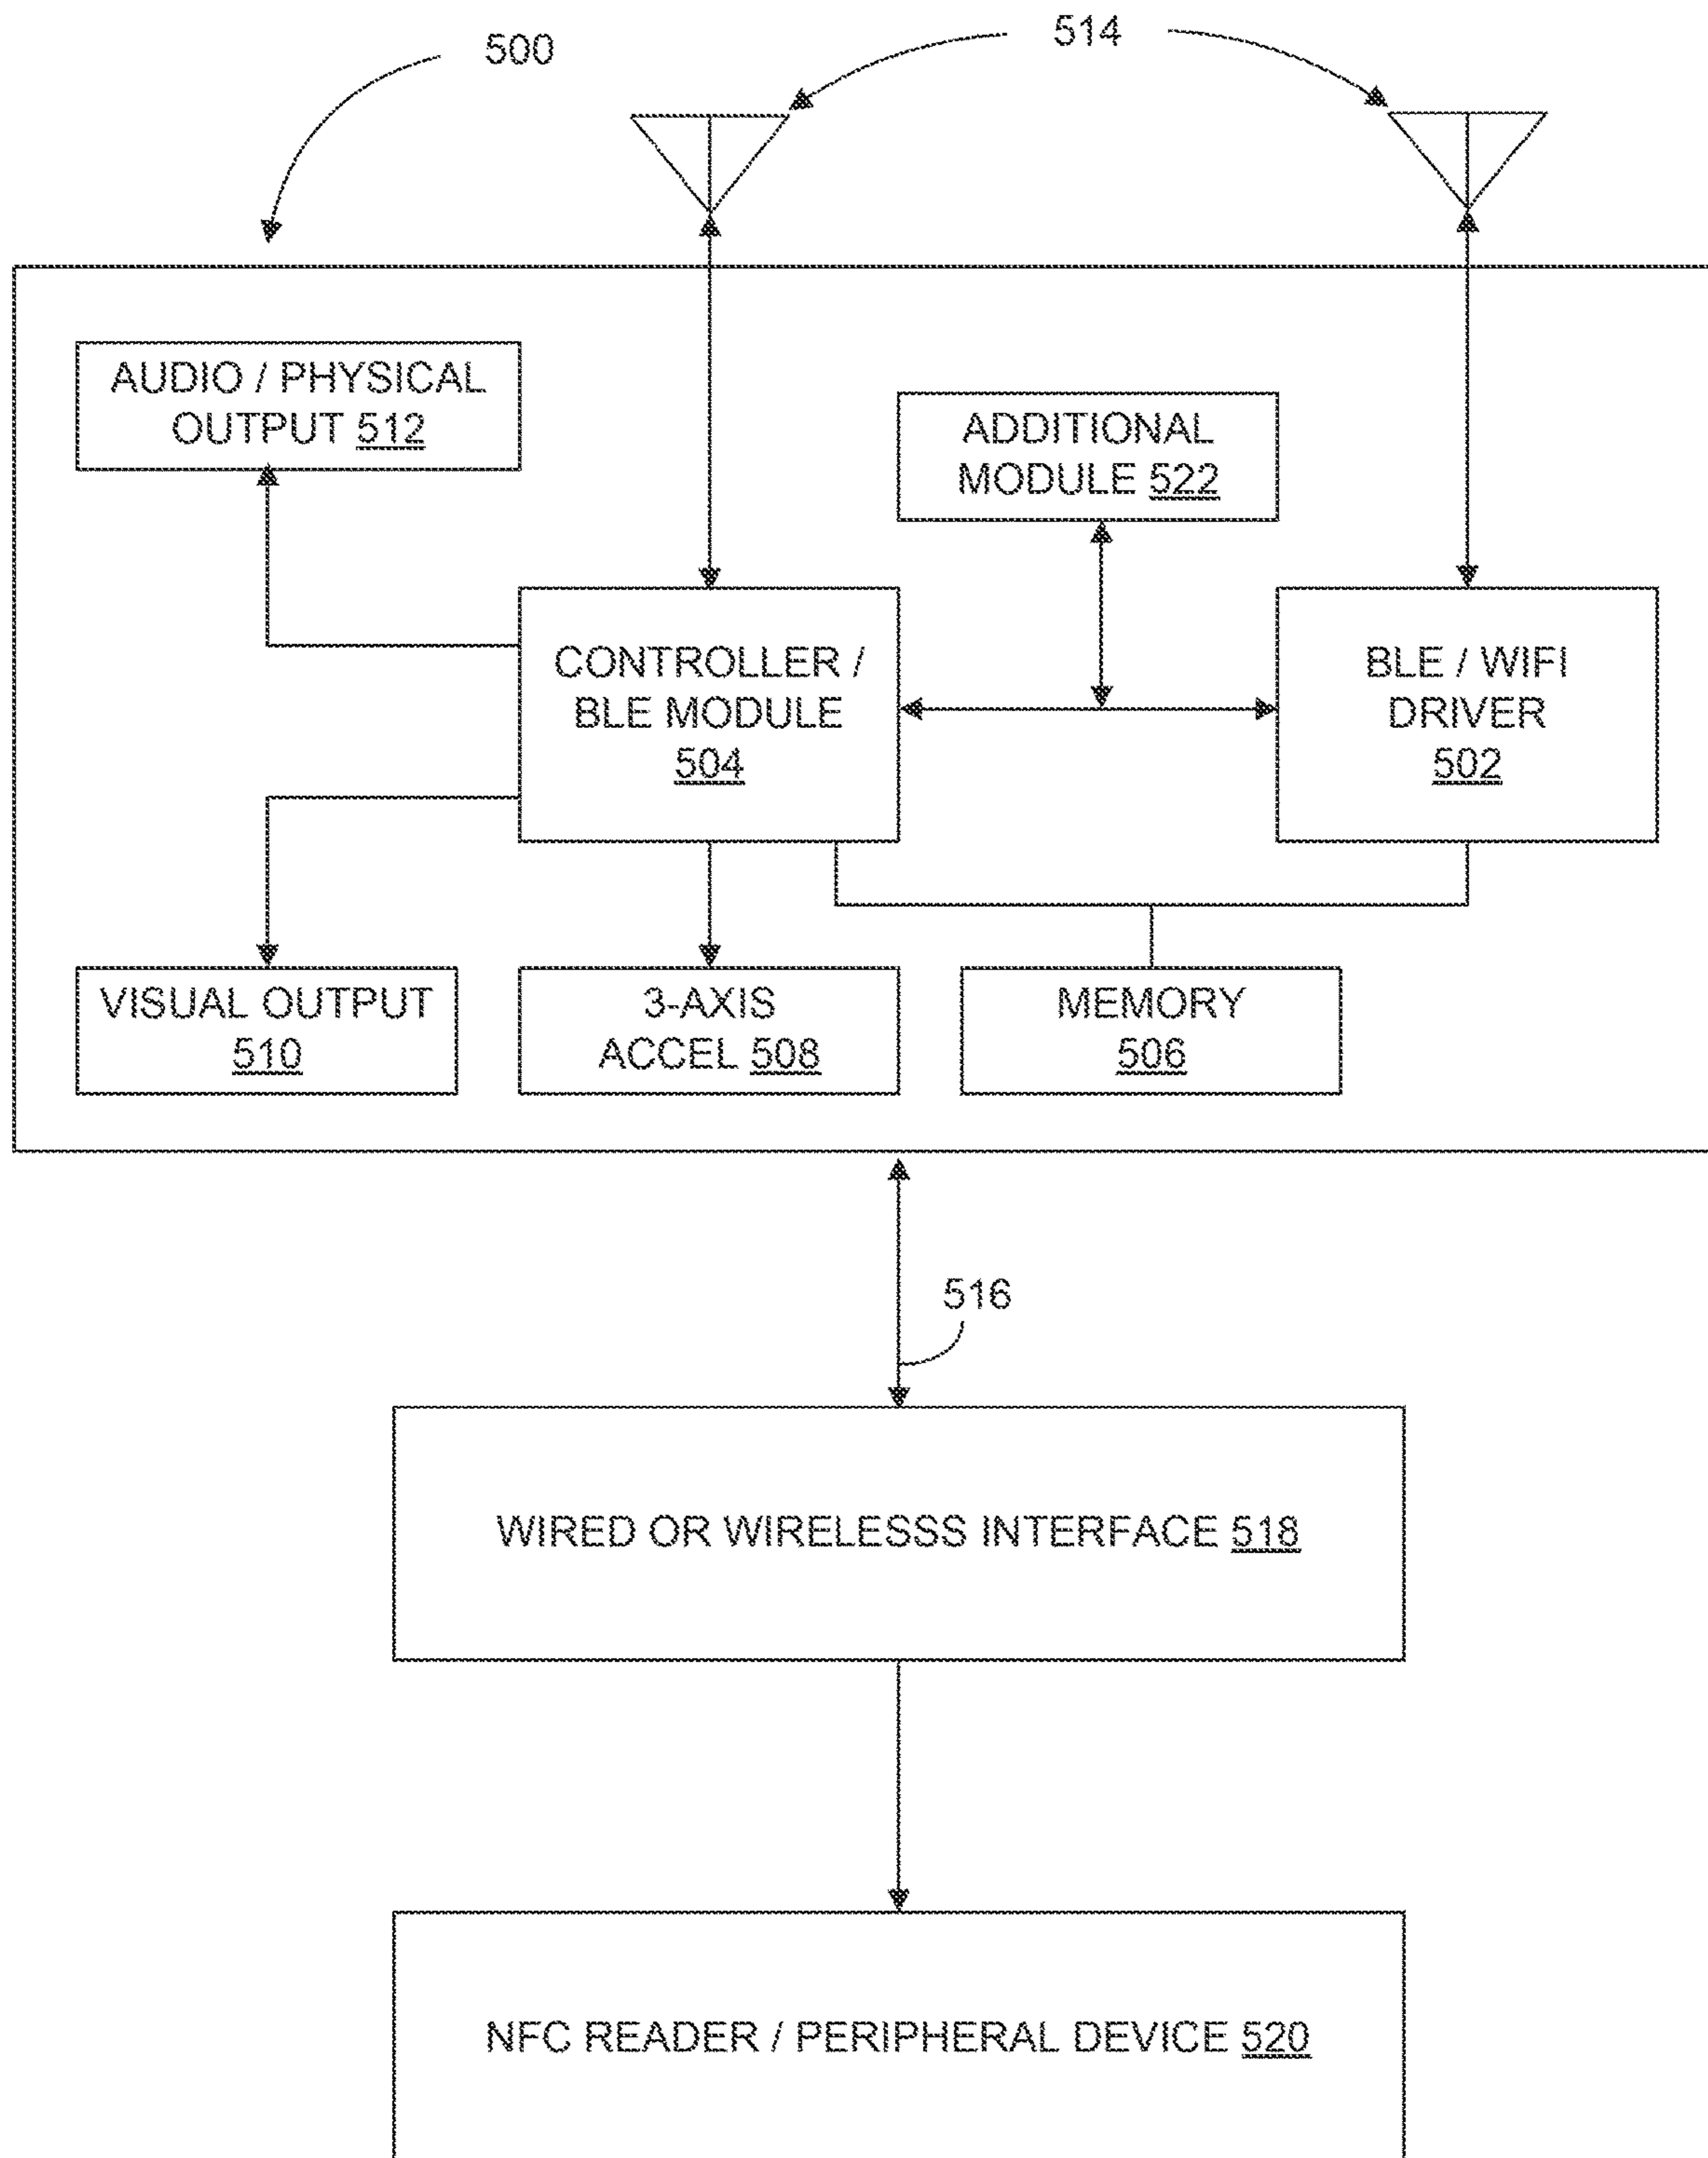 500
514
AUDIO / PHYSICAL
OUTPUT 512
ADDITIONAL
MODULE 522
CONTROLLER /
BLE MODULE
504
BLE / WIFI
DRIVER
502
VISUAL OUTPUT
510
3-AXIS
ACCEL 508
MEMORY
506
516
WIRED OR WIRELESSS INTERFACE 518
NFC READER / PERIPHERAL DEVICE 520